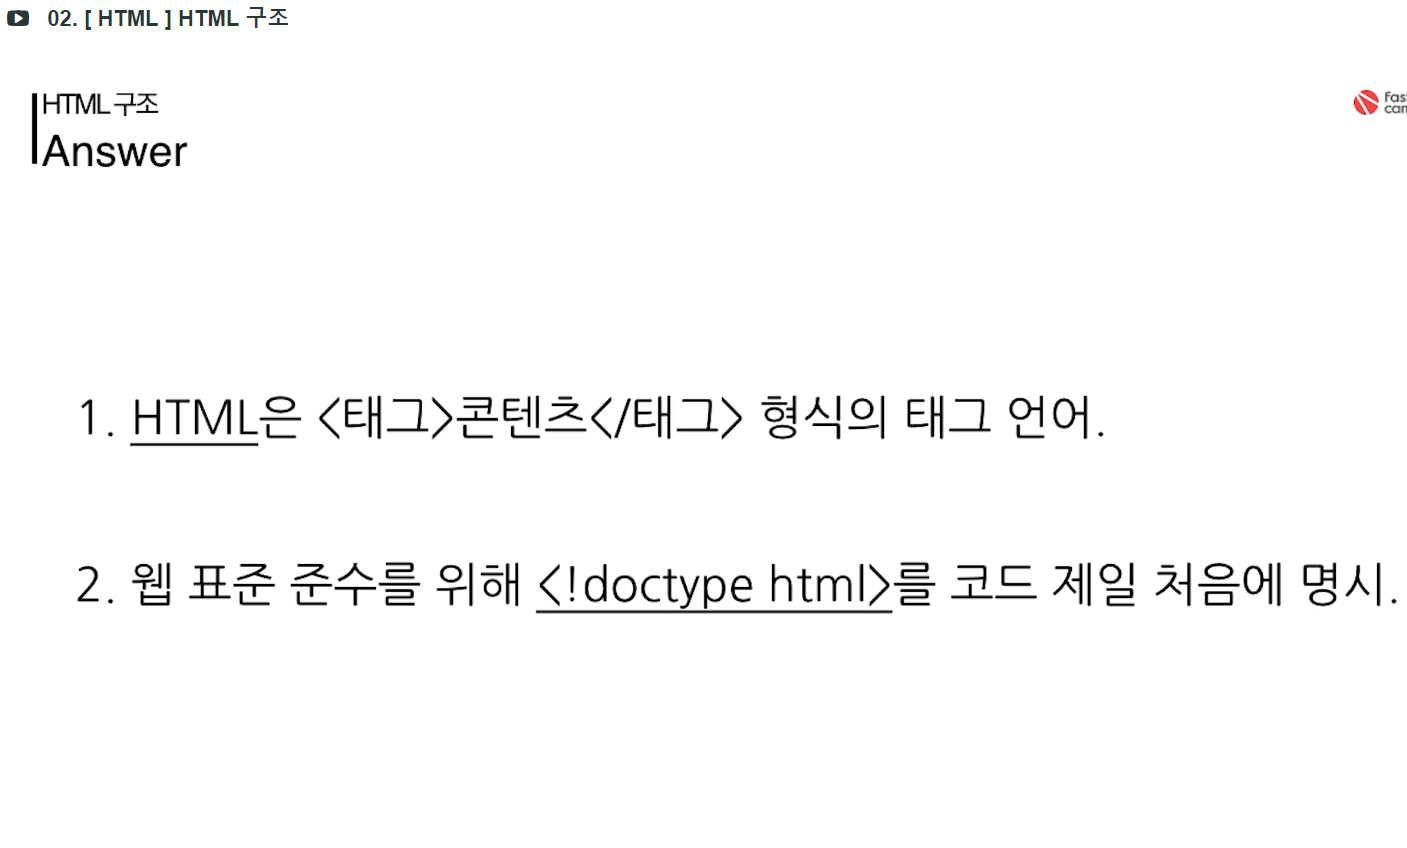 02. [ HTML ] HTML 구조
HTML 구조
Answer
1. HTML은 <태그>콘텐츠</태그> 형식의 태그 언어.
2. 웹 표준 준수를 위해 <!doctype html>를 코드 제일 처음에 명시.